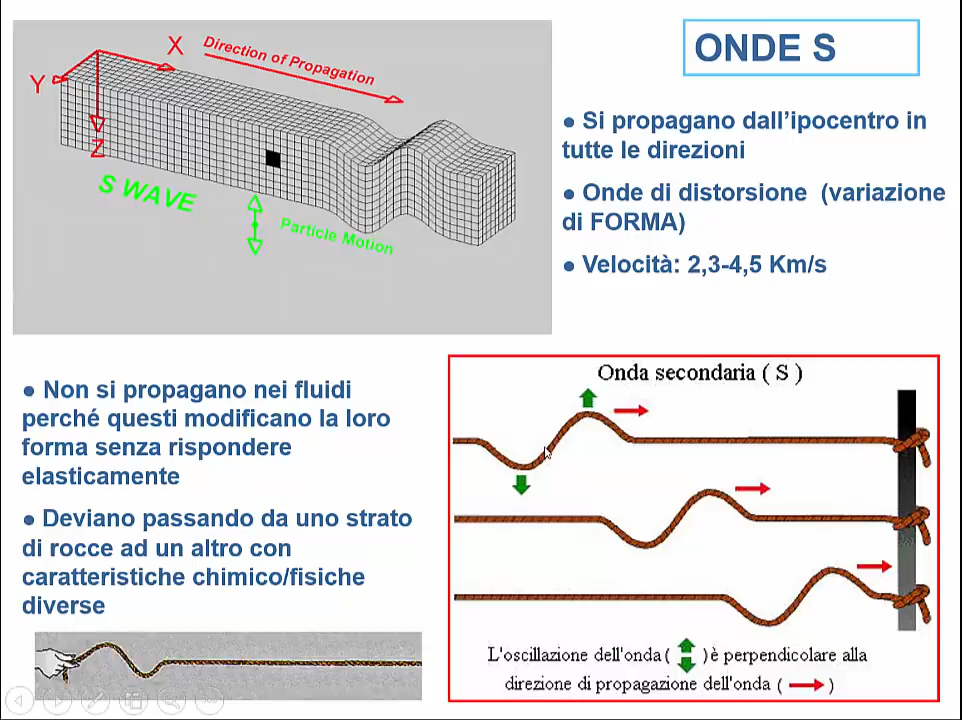 ONDE S
X
Direction of Propagation
Y
Z
S WAVE
Particle Motion
● Si propagano dall’ipocentro in
tutte le direzioni
● Onde di distorsione (variazione
di FORMA)
● Velocità: 2,3-4,5 Km/s
● Non si propagano nei fluidi
perché questi modificano la loro
forma senza rispondere
elasticamente
● Deviano passando da uno strato
di rocce ad un altro con
caratteristiche chimico/fisiche
diverse
Onda secondaria ( S )
L'oscillazione dell'onda ( ) è perpendicolare alla
direzione di propagazione dell'onda ( )